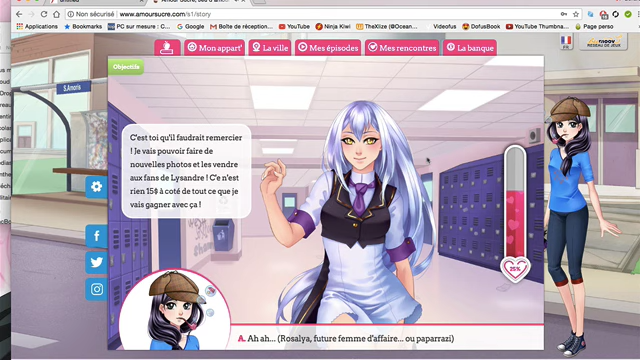 Non sécurisé | www.amoursucre.com/s1/story
Applications ★ Bookmarks PC sur mesure : PC Google Boîte de réception... YouTube Ninja Kiwi TheXlize (@Ocean... Videofus DofusBook YouTube Thumbna... Page perso
Mon appart' La ville Mes épisodes Mes rencontres La banque
FR
RESEAU DE JEUX
Objectifs
S.Amoris
C'est toi qu'il faudrait remercier
! Je vais pouvoir faire de
nouvelles photos et les vendre
aux fans de Lysandre ! C'e n'est
rien 15$ à coté de tout ce que je
vais gagner avec ça !
25%
A. Ah ah... (Rosalya, future femme d'affaire... ou paparrazi)